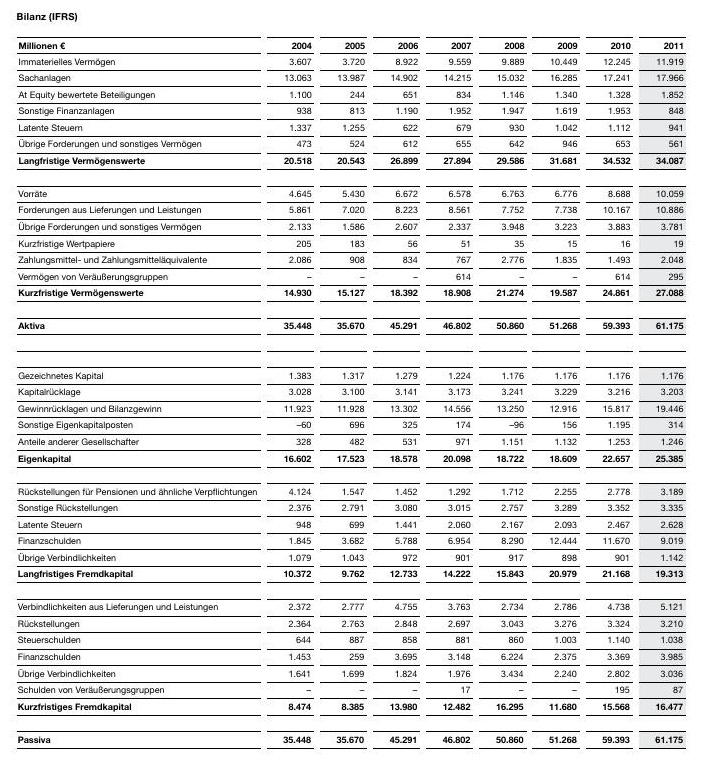 Bilanz (IFRS)
Millionen € 2004 2005 2006 2007 2008 2009 2010 2011
Immaterielles Vermögen 3.607 3.720 8.922 9.559 9.889 10.449 12.245 11.919
Sachanlagen 13.063 13.987 14.902 14.215 15.032 16.285 17.241 17.966
At Equity bewertete Beteiligungen 1.100 244 651 834 1.146 1.340 1.328 1.852
Sonstige Finanzanlagen 938 813 1.190 1.952 1.947 1.619 1.953 848
Latente Steuern 1.337 1.255 622 679 930 1.042 1.112 941
Übrige Forderungen und sonstiges Vermögen 473 524 612 655 642 946 653 561
Langfristige Vermögenswerte 20.518 20.543 26.899 27.894 29.586 31.681 34.532 34.087
Vorräte 4.645 5.430 6.672 6.578 6.763 6.776 8.688 10.059
Forderungen aus Lieferungen und Leistungen 5.861 7.020 8.223 8.561 7.752 7.738 10.167 10.886
Übrige Forderungen und sonstiges Vermögen 2.133 1.586 2.607 2.337 3.948 3.223 3.883 3.781
Kurzfristige Wertpapiere 205 183 56 51 35 15 16 19
Zahlungsmittel- und Zahlungsmitteläquivalente 2.086 908 834 767 2.776 1.835 1.493 2.048
Vermögen von Veräußerungsgruppen – – – 614 – – 614 295
Kurzfristige Vermögenswerte 14.930 15.127 18.392 18.908 21.274 19.587 24.861 27.088
Aktiva 35.448 35.670 45.291 46.802 50.860 51.268 59.393 61.175
Gezeichnetes Kapital 1.383 1.317 1.279 1.224 1.176 1.176 1.176 1.176
Kapitalrücklage 3.028 3.100 3.141 3.173 3.241 3.229 3.216 3.203
Gewinnrücklagen und Bilanzgewinn 11.923 11.928 13.302 14.556 13.250 12.916 15.817 19.446
Sonstige Eigenkapitalposten –60 696 325 174 –96 156 1.195 314
Anteile anderer Gesellschafter 328 482 531 971 1.151 1.132 1.253 1.246
Eigenkapital 16.602 17.523 18.578 20.098 18.722 18.609 22.657 25.385
Rückstellungen für Pensionen und ähnliche Verpflichtungen 4.124 1.547 1.452 1.292 1.712 2.255 2.778 3.189
Sonstige Rückstellungen 2.376 2.791 3.080 3.015 2.757 3.289 3.352 3.335
Latente Steuern 948 699 1.441 2.060 2.167 2.093 2.467 2.628
Finanzschulden 1.845 3.682 5.788 6.954 8.290 12.444 11.670 9.019
Übrige Verbindlichkeiten 1.079 1.043 972 901 917 898 901 1.142
Langfristiges Fremdkapital 10.372 9.762 12.733 14.222 15.843 20.979 21.168 19.313
Verbindlichkeiten aus Lieferungen und Leistungen 2.372 2.777 4.755 3.763 2.734 2.786 4.738 5.121
Rückstellungen 2.364 2.763 2.848 2.697 3.043 3.276 3.324 3.210
Steuerschulden 644 887 858 881 860 1.003 1.140 1.038
Finanzschulden 1.453 259 3.695 3.148 6.224 2.375 3.369 3.985
Übrige Verbindlichkeiten 1.641 1.699 1.824 1.976 3.434 2.240 2.802 3.036
Schulden von Veräußerungsgruppen – – – 17 – – 195 87
Kurzfristiges Fremdkapital 8.474 8.385 13.980 12.482 16.295 11.680 15.568 16.477
Passiva 35.448 35.670 45.291 46.802 50.860 51.268 59.393 61.175